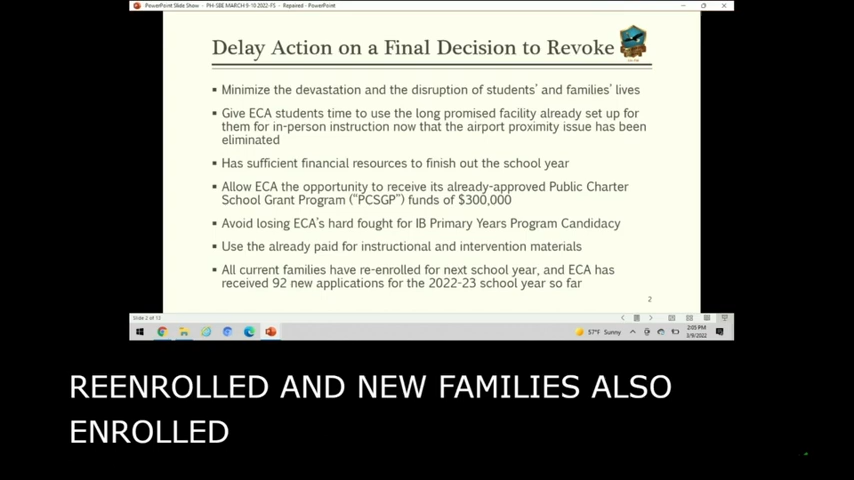 PowerPoint Slide Show - PH-SBE MARCH 9-10 2022-FS - Repaired - PowerPoint
Delay Action on a Final Decision to Revoke
▪ Minimize the devastation and the disruption of students' and families' lives
▪ Give ECA students time to use the long promised facility already set up for
them for in-person instruction now that the airport proximity issue has been
eliminated
▪ Has sufficient financial resources to finish out the school year
▪ Allow ECA the opportunity to receive its already-approved Public Charter
School Grant Program ("PCSGP") funds of $300,000
▪ Avoid losing ECA's hard fought for IB Primary Years Program Candidacy
▪ Use the already paid for instructional and intervention materials
▪ All current families have re-enrolled for next school year, and ECA has
received 92 new applications for the 2022-23 school year so far
2
Slide 2 of 13
57°F Sunny
2:05 PM
3/9/2022
REENROLLED AND NEW FAMILIES ALSO
ENROLLED